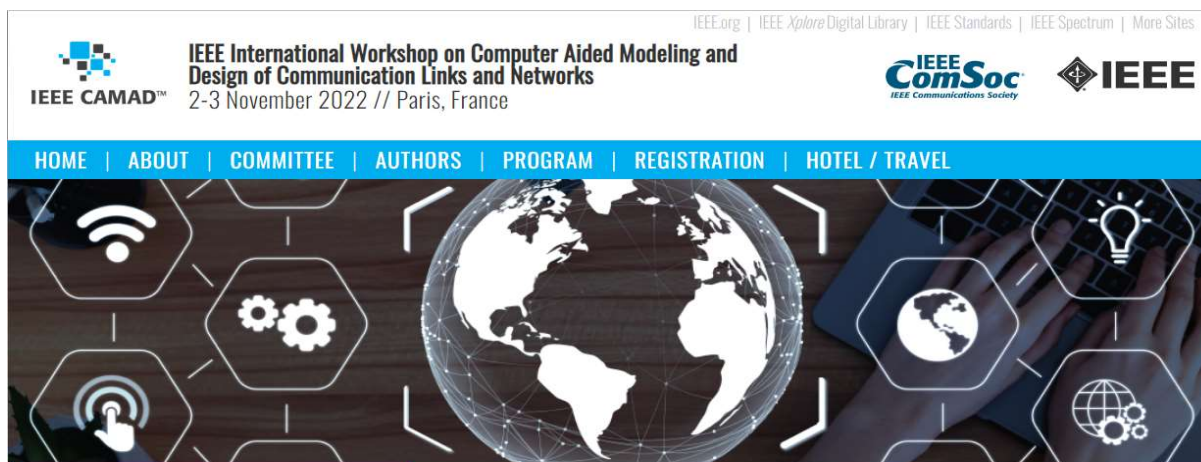 IEEE.org | IEEE Xplore Digital Library | IEEE Standards | IEEE Spectrum | More Sites
IEEE CAMAD™
IEEE International Workshop on Computer Aided Modeling and
Design of Communication Links and Networks
2-3 November 2022 // Paris, France
IEEE
ComSoc
IEEE Communications Society
IEEE
HOME | ABOUT | COMMITTEE | AUTHORS | PROGRAM | REGISTRATION | HOTEL / TRAVEL